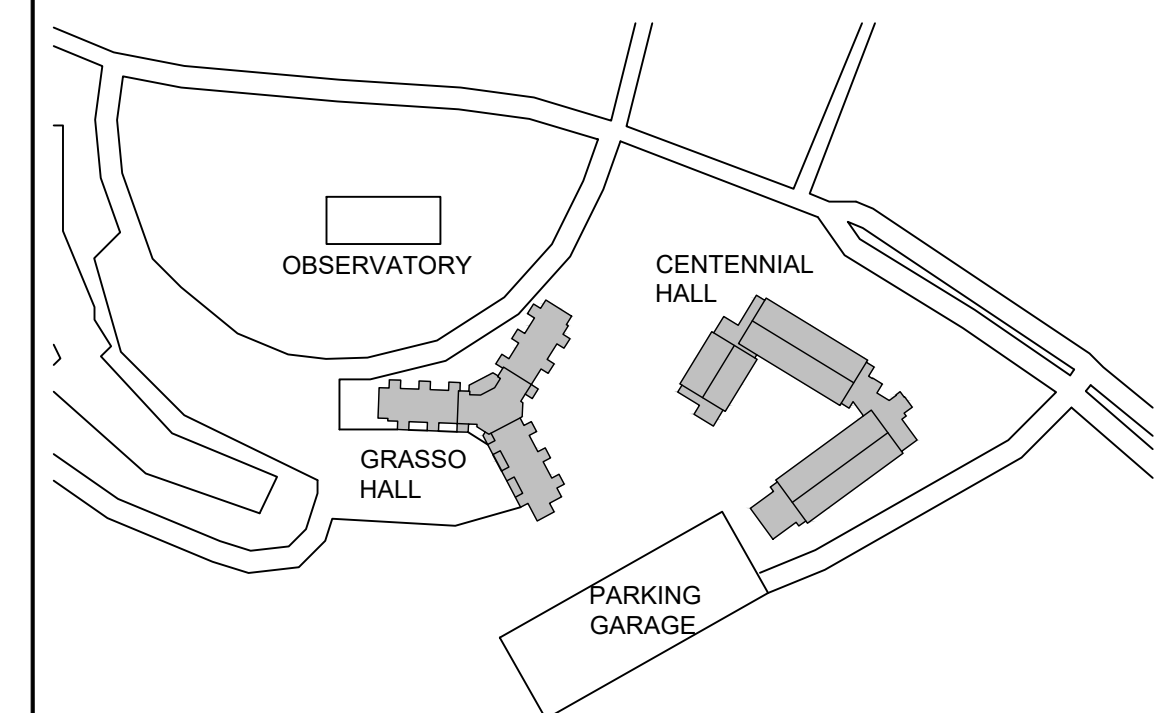 OBSERVATORY
CENTENNIAL
HALL
GRASSO
HALL
PARKING
GARAGE